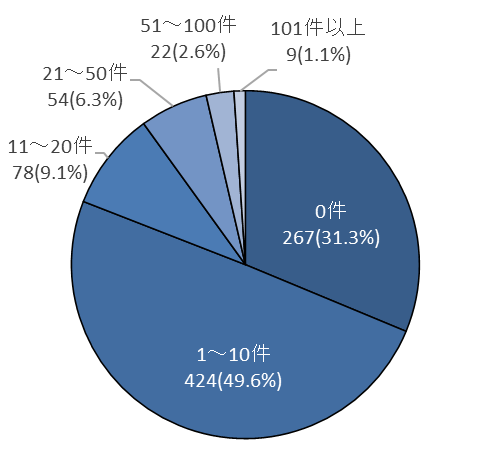 51～100件
22(2.6%)
101件以上
9(1.1%)
21～50件
54(6.3%)
11～20件
78(9.1%)
0件
267(31.3%)
1～10件
424(49.6%)